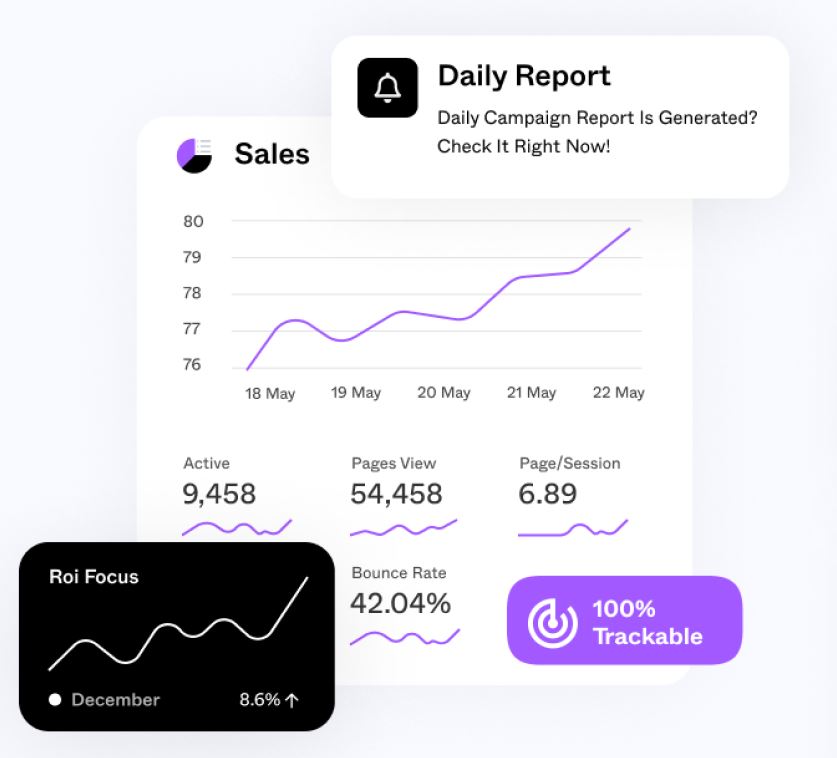 Daily Report
Daily Campaign Report Is Generated?
Check It Right Now!
Sales
80
79
78
77
76
18 May 19 May 20 May 21 May 22 May
Active Pages View Page/Session
9,458 54,458 6.89
Bounce Rate
42.04%
Roi Focus
December 8.6%↑
100%
Trackable